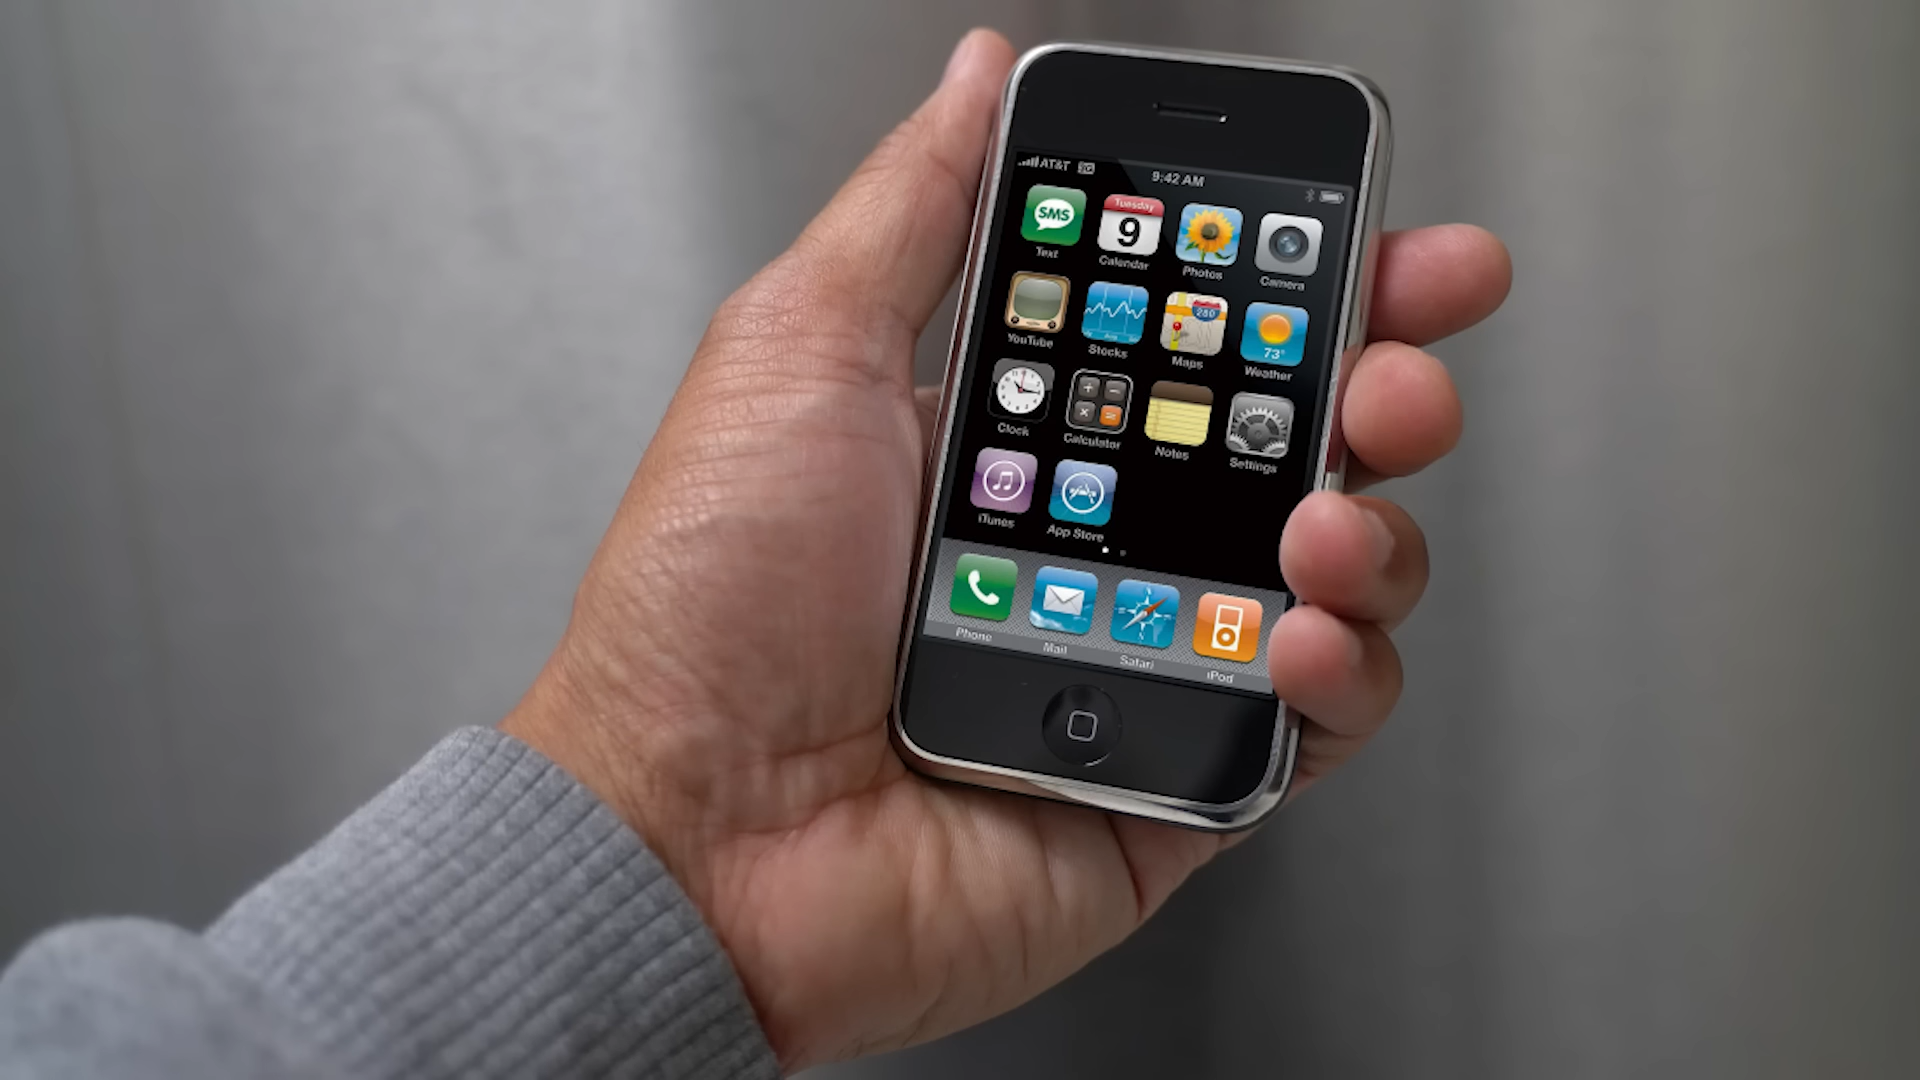 AT&T 3G
9:42 AM
SMS
Text
Tuesday
9
Calendar
Photos
Camera
YouTube
Stocks
280
Maps
73°
Weather
Clock
Calculator
Notes
Settings
iTunes
App Store
Phone
Mail
Safari
iPod